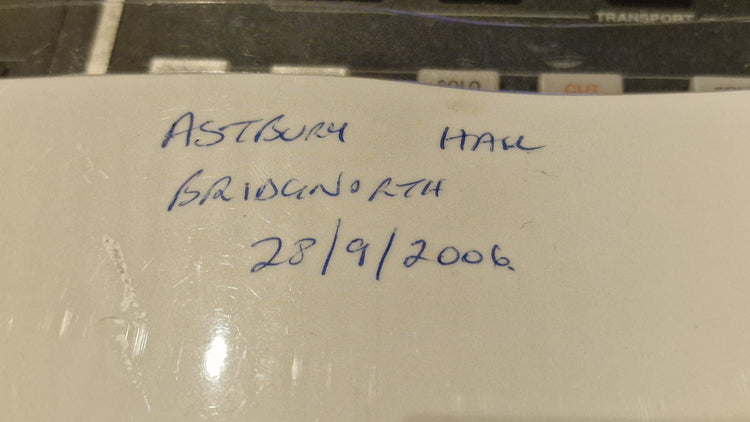 TRANSPORT
SOLO
CUT
ASTBURY HALL
BRIDGNORTH
28/9/2006.